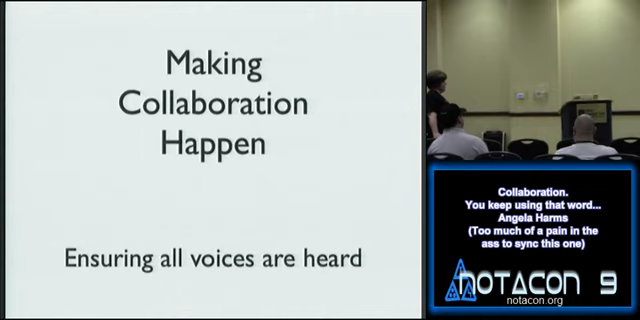 Making
Collaboration
Happen
Ensuring all voices are heard
Collaboration.
You keep using that word...
Angela Harms
(Too much of a pain in the
ass to sync this one)
NOTACON 9
notacon.org